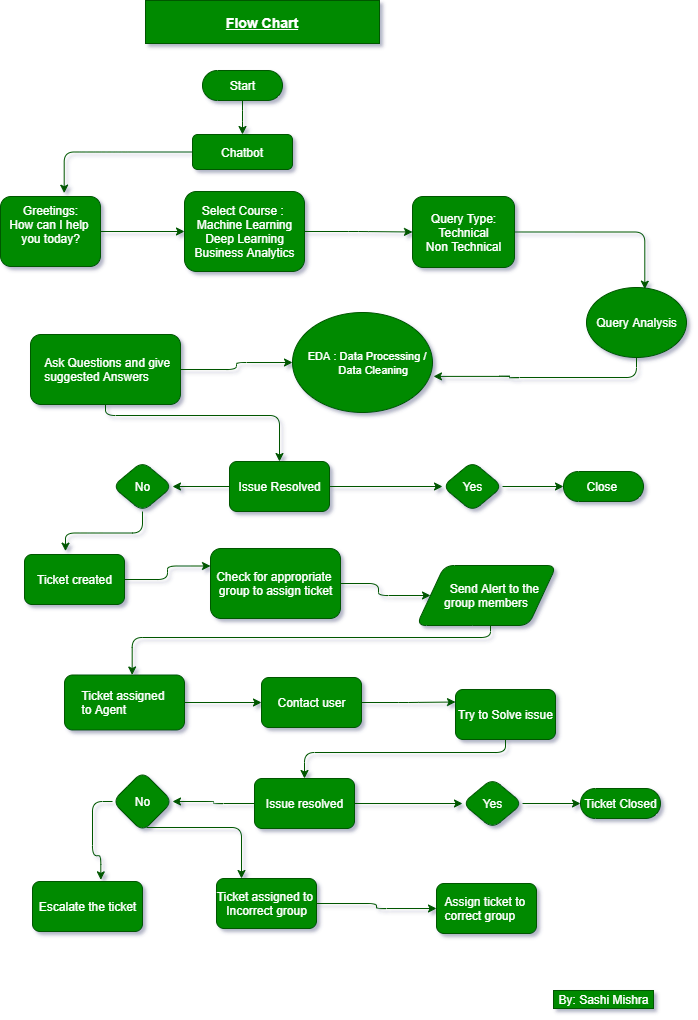 Flow Chart
Start
Chatbot
Greetings:
How can I help
you today?
Select Course :
Machine Learning
Deep Learning
Business Analytics
Query Type:
Technical
Non Technical
Query Analysis
Ask Questions and give
suggested Answers
EDA : Data Processing /
Data Cleaning
No
Issue Resolved
Yes
Close
Ticket created
Check for appropriate
group to assign ticket
Send Alert to the
group members
Ticket assigned
to Agent
Contact user
Try to Solve issue
No
Issue resolved
Yes
Ticket Closed
Escalate the ticket
Ticket assigned to
Incorrect group
Assign ticket to
correct group
By: Sashi Mishra